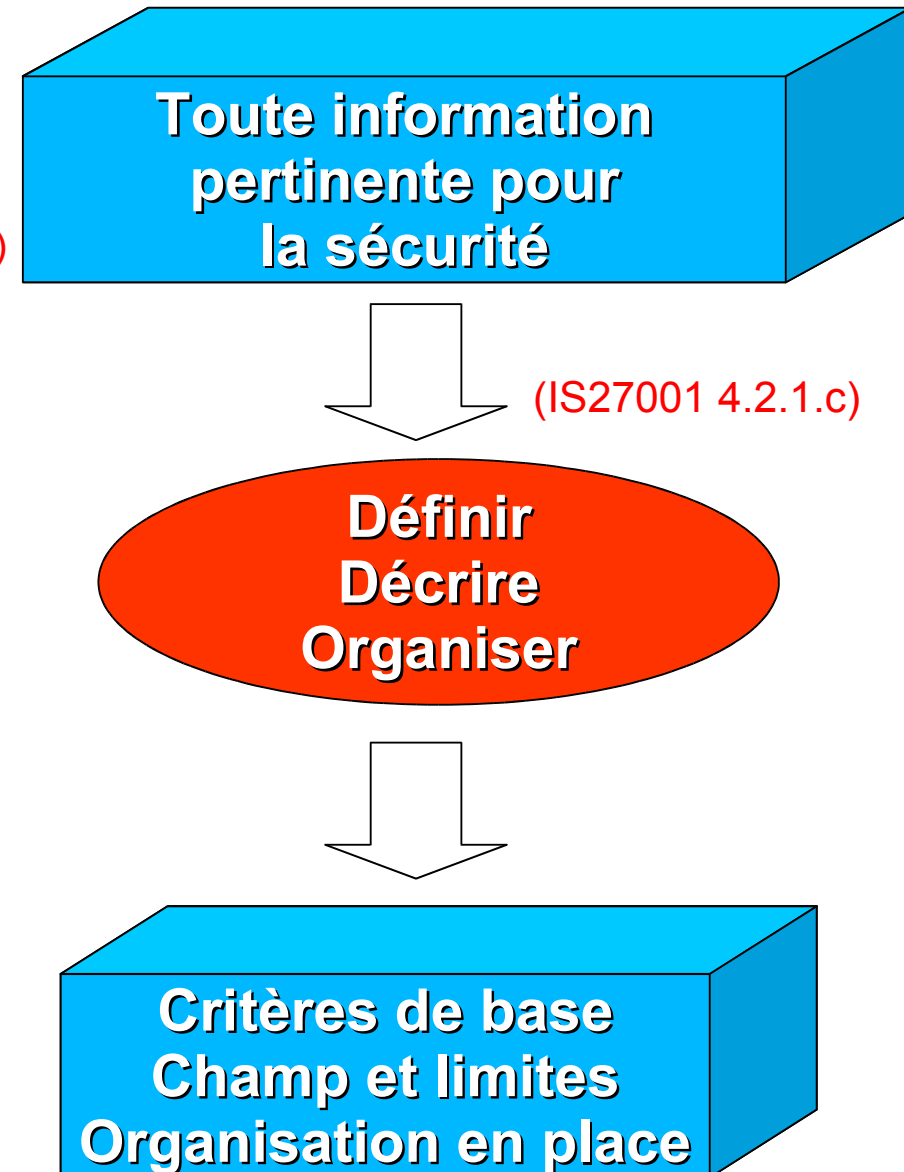 Toute information
pertinente pour
la sécurité
)
(IS27001 4.2.1.c)
Définir
Décrire
Organiser
Critères de base
Champ et limites
Organisation en place